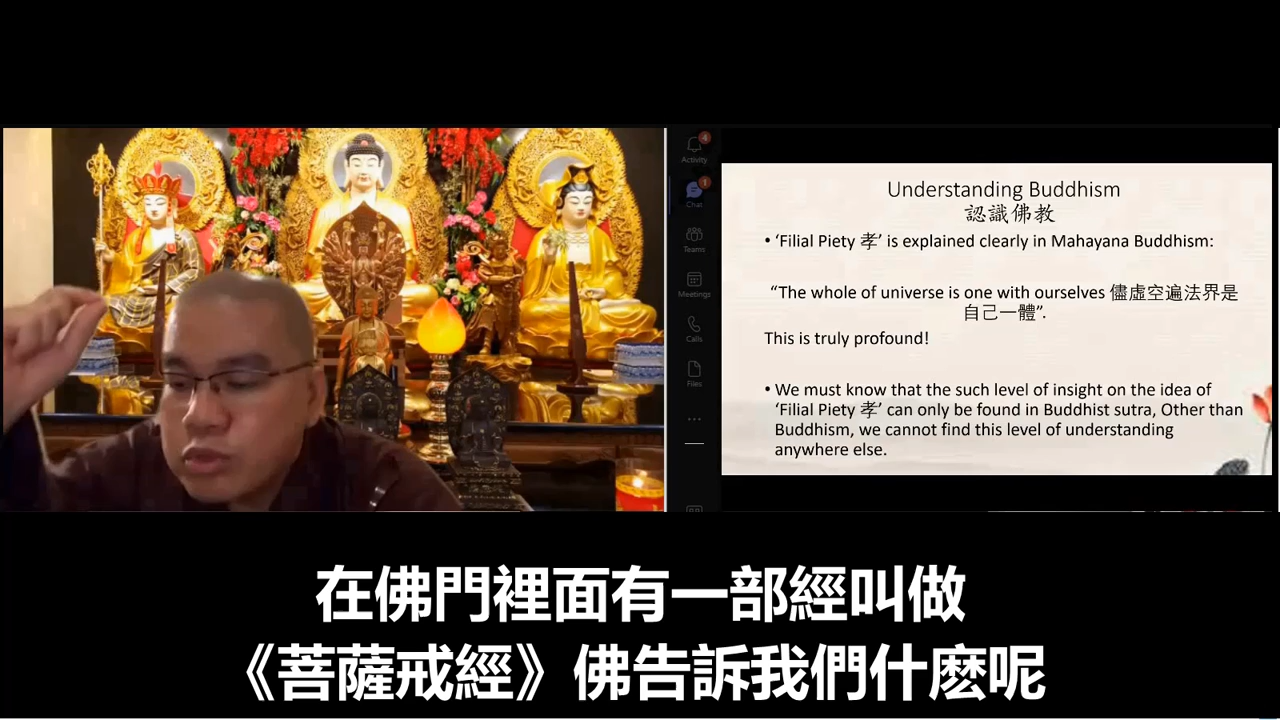 Activity
Chat
Teams
Meetings
Calls
Files
4
1
Understanding Buddhism
認識佛教
• ‘Filial Piety 孝’ is explained clearly in Mahayana Buddhism:
“The whole of universe is one with ourselves 儘虛空遍法界是
自己一體”.
This is truly profound!
• We must know that the such level of insight on the idea of
‘Filial Piety 孝’ can only be found in Buddhist sutra, Other than
Buddhism, we cannot find this level of understanding
anywhere else.
在佛門裡面有一部經叫做
《菩薩戒經》佛告訴我們什麽呢